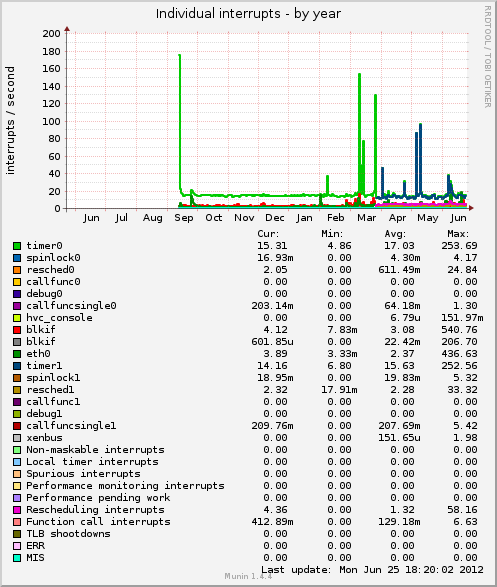 Individual interrupts - by year
RRDTOOL / TOBI OETIKER
interrupts / second
200
180
160
140
120
100
80
60
40
20
0
Jun Jul Aug Sep Oct Nov Dec Jan Feb Mar Apr May Jun
Cur: Min: Avg: Max:
timer0 15.31 4.86 17.03 253.69
spinlock0 16.93m 0.00 4.30m 4.17
resched0 2.05 0.00 611.49m 24.84
callfunc0 0.00 0.00 0.00 0.00
debug0 0.00 0.00 0.00 0.00
callfuncsingle0 203.14m 0.00 64.18m 1.30
hvc_console 0.00 0.00 6.79u 151.97m
blkif 4.12 7.83m 3.08 540.76
blkif 601.85u 0.00 22.42m 206.70
eth0 3.89 3.33m 2.37 436.63
timer1 14.16 6.80 15.63 252.56
spinlock1 18.95m 0.00 19.83m 5.32
resched1 2.32 17.91m 2.28 33.32
callfunc1 0.00 0.00 0.00 0.00
debug1 0.00 0.00 0.00 0.00
callfuncsingle1 209.76m 0.00 207.69m 5.42
xenbus 0.00 0.00 151.65u 1.98
Non-maskable interrupts 0.00 0.00 0.00 0.00
Local timer interrupts 0.00 0.00 0.00 0.00
Spurious interrupts 0.00 0.00 0.00 0.00
Performance monitoring interrupts 0.00 0.00 0.00 0.00
Performance pending work 0.00 0.00 0.00 0.00
Rescheduling interrupts 4.36 0.00 1.32 58.16
Function call interrupts 412.89m 0.00 129.18m 6.63
TLB shootdowns 0.00 0.00 0.00 0.00
ERR 0.00 0.00 0.00 0.00
MIS 0.00 0.00 0.00 0.00
Last update: Mon Jun 25 18:20:02 2012
Munin 1.4.4